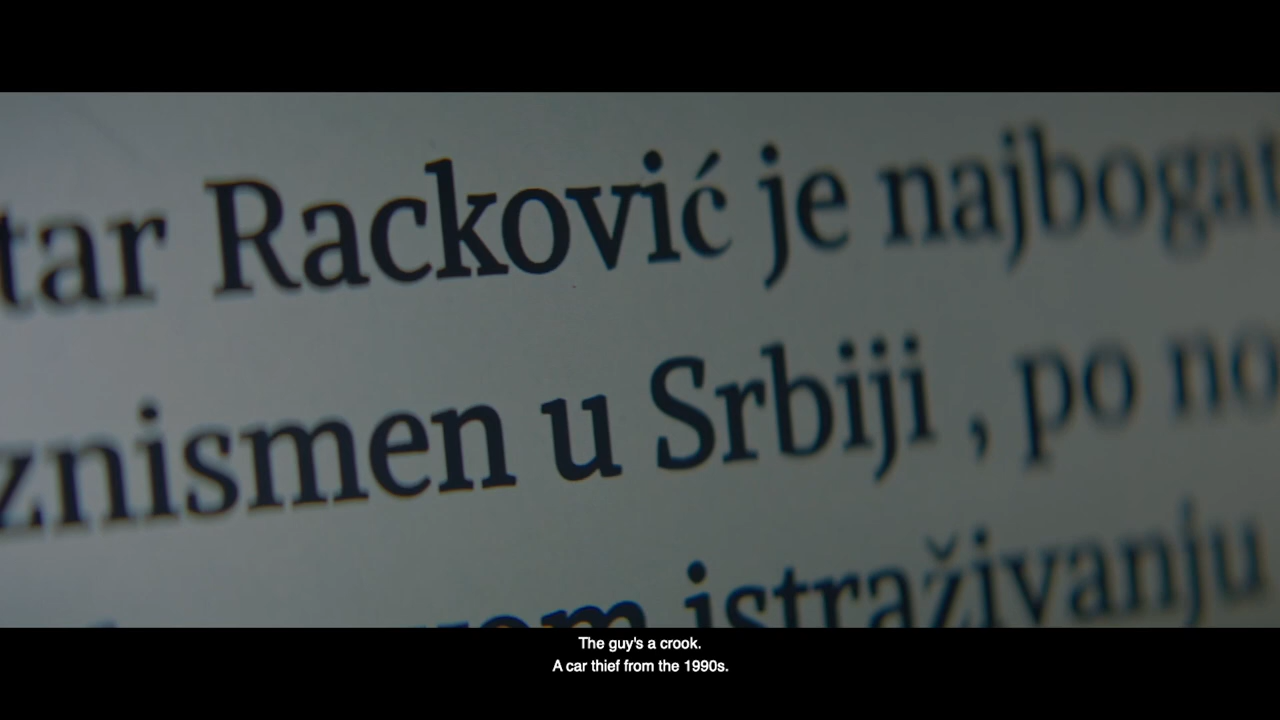 tar Racković je najbogat
znismen u Srbiji , po no
istraživanju
The guy's a crook.
A car thief from the 1990s.